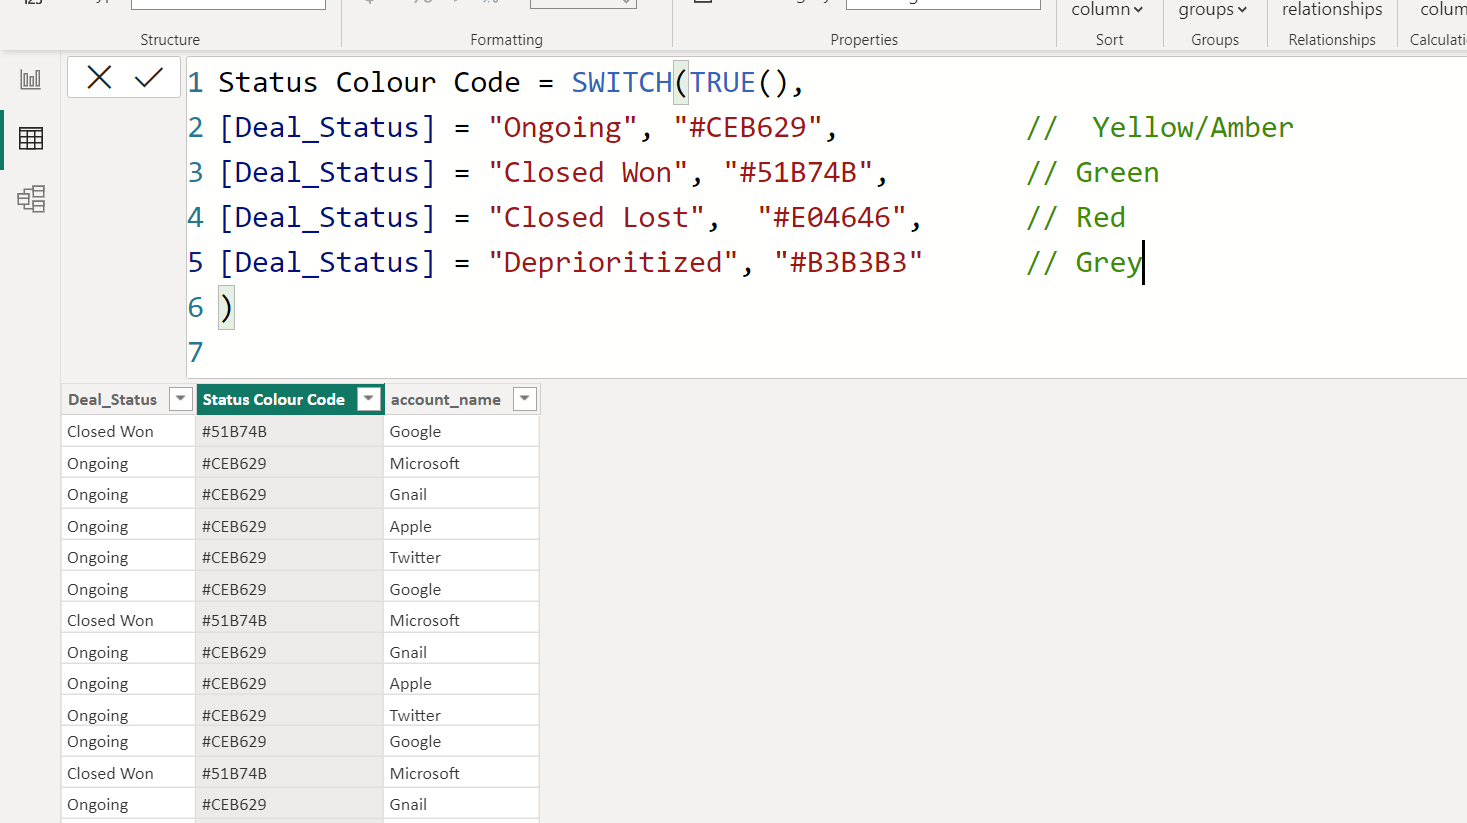 column groups relationships
Structure Formatting Properties Sort Groups Relationships
1 Status Colour Code = SWITCH(TRUE(),
2 [Deal_Status] = "Ongoing", "#CEB629", // Yellow/Amber
3 [Deal_Status] = "Closed Won", "#51B74B", // Green
4 [Deal_Status] = "Closed Lost", "#E04646", // Red
5 [Deal_Status] = "Deprioritized", "#B3B3B3" // Grey
6 )
7
Deal_Status Status Colour Code account_name
Closed Won #51B74B Google
Ongoing #CEB629 Microsoft
Ongoing #CEB629 Gnail
Ongoing #CEB629 Apple
Ongoing #CEB629 Twitter
Ongoing #CEB629 Google
Closed Won #51B74B Microsoft
Ongoing #CEB629 Gnail
Ongoing #CEB629 Apple
Ongoing #CEB629 Twitter
Ongoing #CEB629 Google
Closed Won #51B74B Microsoft
Ongoing #CEB629 Gnail